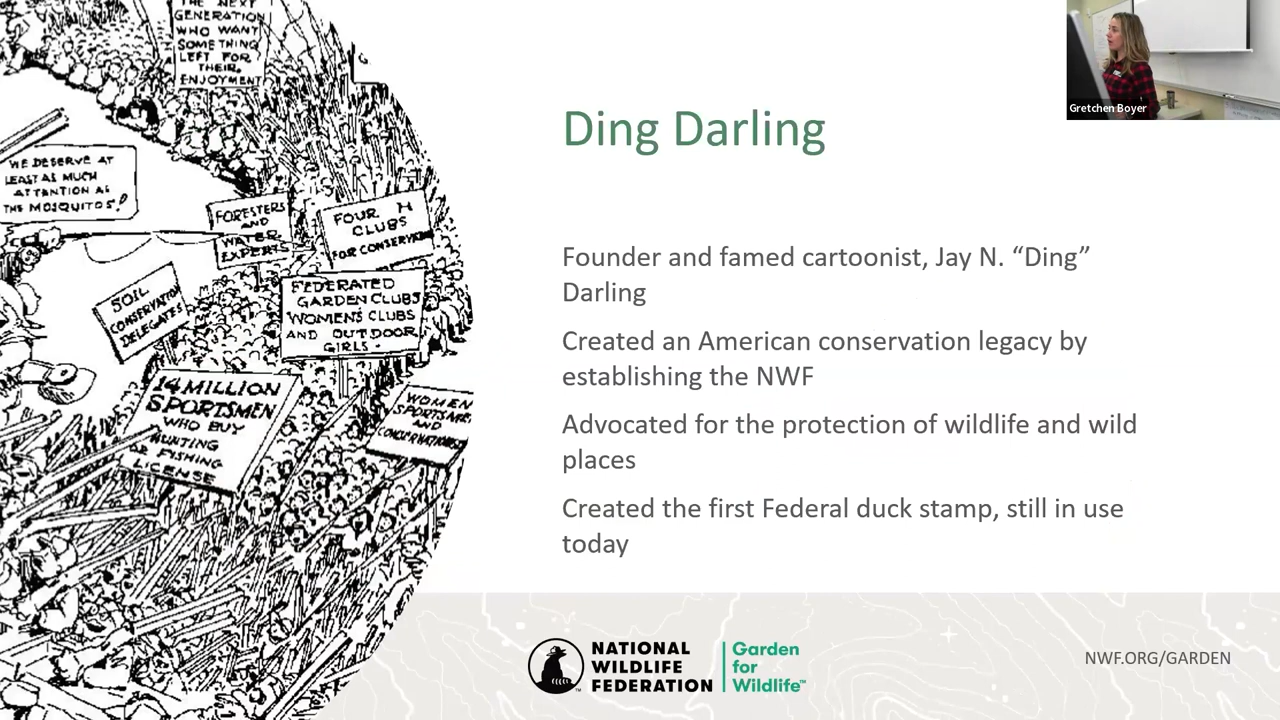 THE NEXT
GENERATION
WHO WANT
SOMETHING
LEFT FOR
THEIR
ENJOYMENT
WE DESERVE AT
LEAST AS MUCH
ATTENTION AS
THE MOSQUITOS!
FORESTERS
AND
WATER
EXPERTS
FOUR H
CLUBS
FOR CONSERVATION
SOIL
CONSERVATION
DELEGATES
FEDERATED
GARDEN CLUBS
WOMEN'S CLUBS
AND OUTDOOR
GIRLS.
14 MILLION
SPORTSMEN
WHO BUY
HUNTING
OR FISHING
LICENSE
WOMEN
SPORTSME
AND
CONSERVATIONISTS
Ding Darling
Founder and famed cartoonist, Jay N. “Ding”
Darling
Created an American conservation legacy by
establishing the NWF
Advocated for the protection of wildlife and wild
places
Created the first Federal duck stamp, still in use
today
Gretchen Boyer
NATIONAL
WILDLIFE
FEDERATION
Garden
for
Wildlife™
NWF.ORG/GARDEN